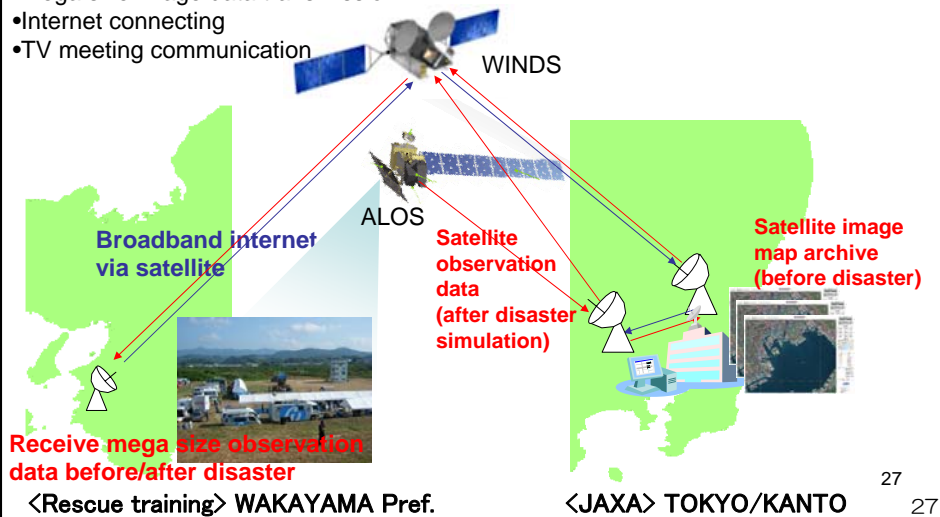 •Internet connecting
•TV meeting communication
WINDS
ALOS
Broadband internet
via satellite
Satellite
observation
data
(after disaster
simulation)
Satellite image
map archive
(before disaster)
Receive mega size observation
data before/after disaster
<Rescue training> WAKAYAMA Pref.
<JAXA> TOKYO/KANTO
27
27